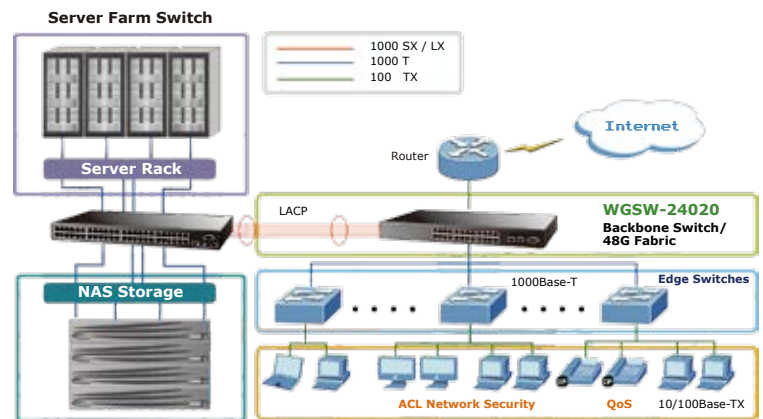 Server Farm Switch
1000 SX / LX
1000 T
100 TX
Server Rack
Router
Internet
LACP
WGSW-24020
Backbone Switch/
48G Fabric
NAS Storage
1000Base-T
Edge Switches
ACL Network Security
QoS
10/100Base-TX